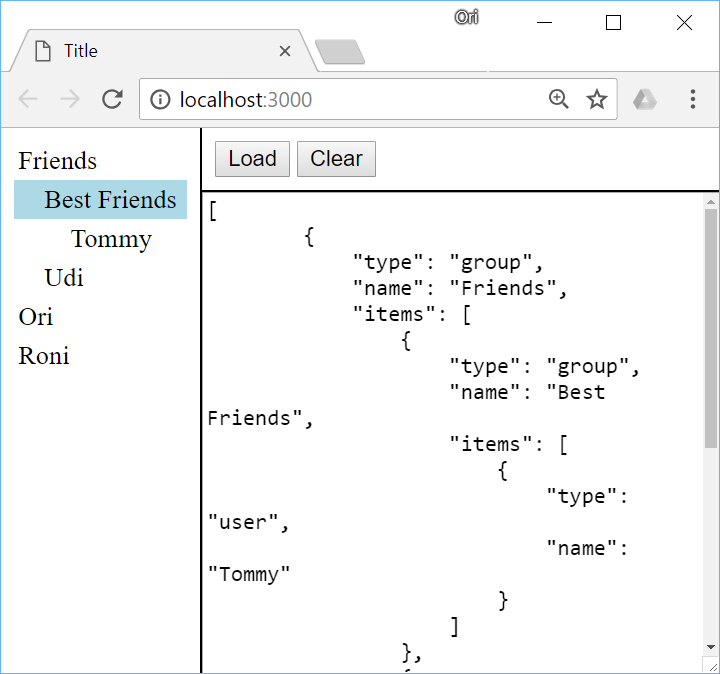 Ori
Title
localhost:3000
Friends
Best Friends
Tommy
Udi
Ori
Roni
Load Clear
[
        {
            "type": "group",
            "name": "Friends",
            "items": [
                {
                    "type": "group",
                    "name": "Best
Friends",
                    "items": [
                        {
                            "type":
"user",
                            "name":
"Tommy"
                        }
                    ]
                },